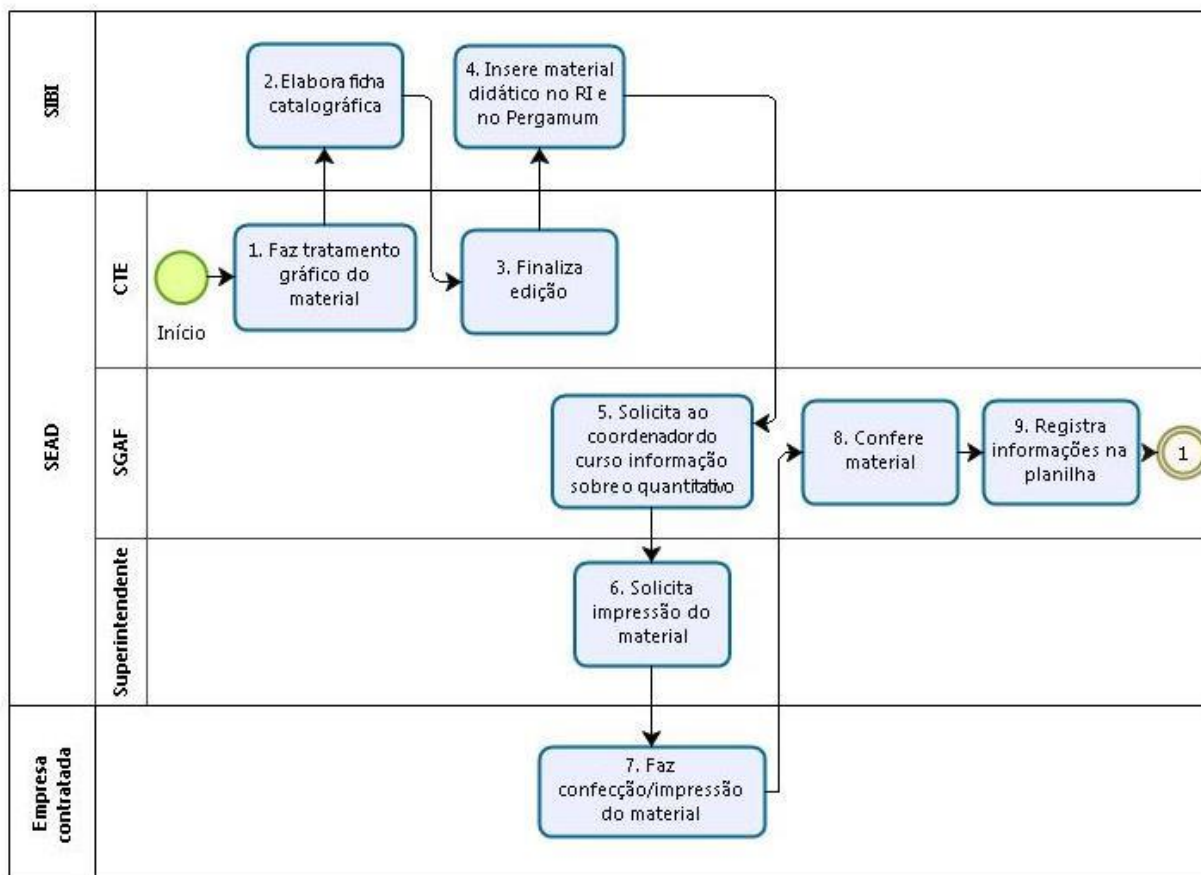 SIBI
2.Elabora ficha
catalográfica
4. Insere material
didático no RI e
no Pergamum
SEAD
CTE
Início
1. Faz tratamento
gráfico do
material
3. Finaliza
edição
SGAF
5. Solicita ao
coordenador do
curso informação
sobre o quantitativo
8. Confere
material
9. Registra
informações na
planilha
1
Superintendente
6. Solicita
impressão do
material
Empresa
contratada
7. Faz
confecção/impressão
do material